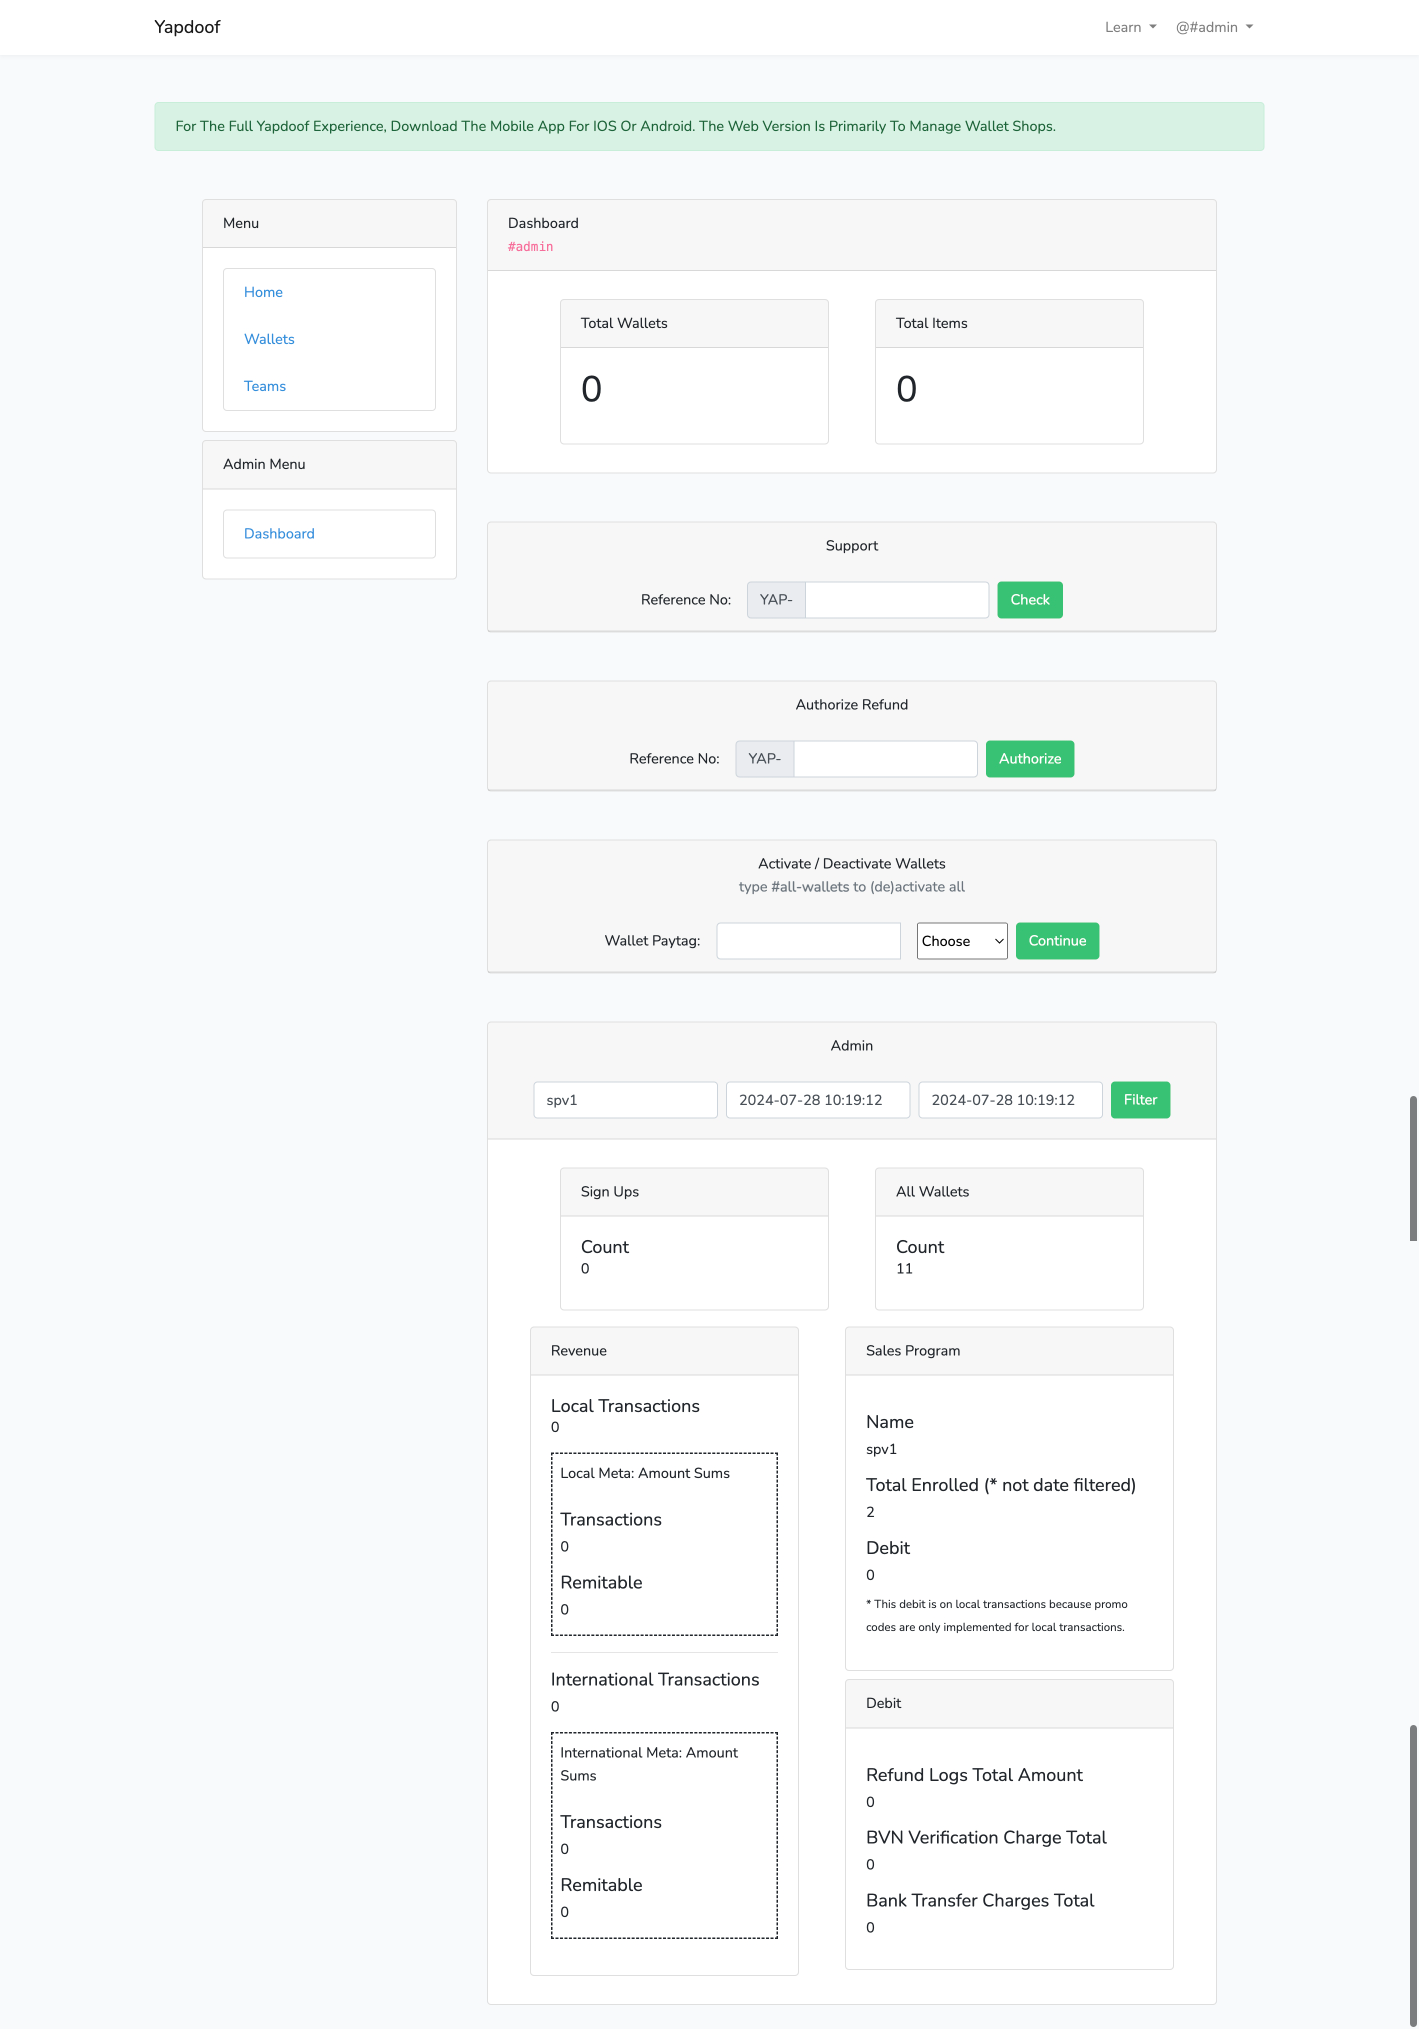 Yapdoof
Learn
@#admin
For The Full Yapdoof Experience, Download The Mobile App For IOS Or Android. The Web Version Is Primarily To Manage Wallet Shops.
Menu
Home
Wallets
Teams
Admin Menu
Dashboard
Dashboard
#admin
Total Wallets
0
Total Items
0
Support
Reference No: YAP- Check
Authorize Refund
Reference No: YAP- Authorize
Activate / Deactivate Wallets
type #all-wallets to (de)activate all
Wallet Paytag: Choose Continue
Admin
spv1 2024-07-28 10:19:12 2024-07-28 10:19:12 Filter
Sign Ups
Count
0
All Wallets
Count
11
Revenue
Local Transactions
0
Local Meta: Amount Sums
Transactions
0
Remitable
0
International Transactions
0
International Meta: Amount
Sums
Transactions
0
Remitable
0
Sales Program
Name
spv1
Total Enrolled (* not date filtered)
2
Debit
0
* This debit is on local transactions because promo
codes are only implemented for local transactions.
Debit
Refund Logs Total Amount
0
BVN Verification Charge Total
0
Bank Transfer Charges Total
0